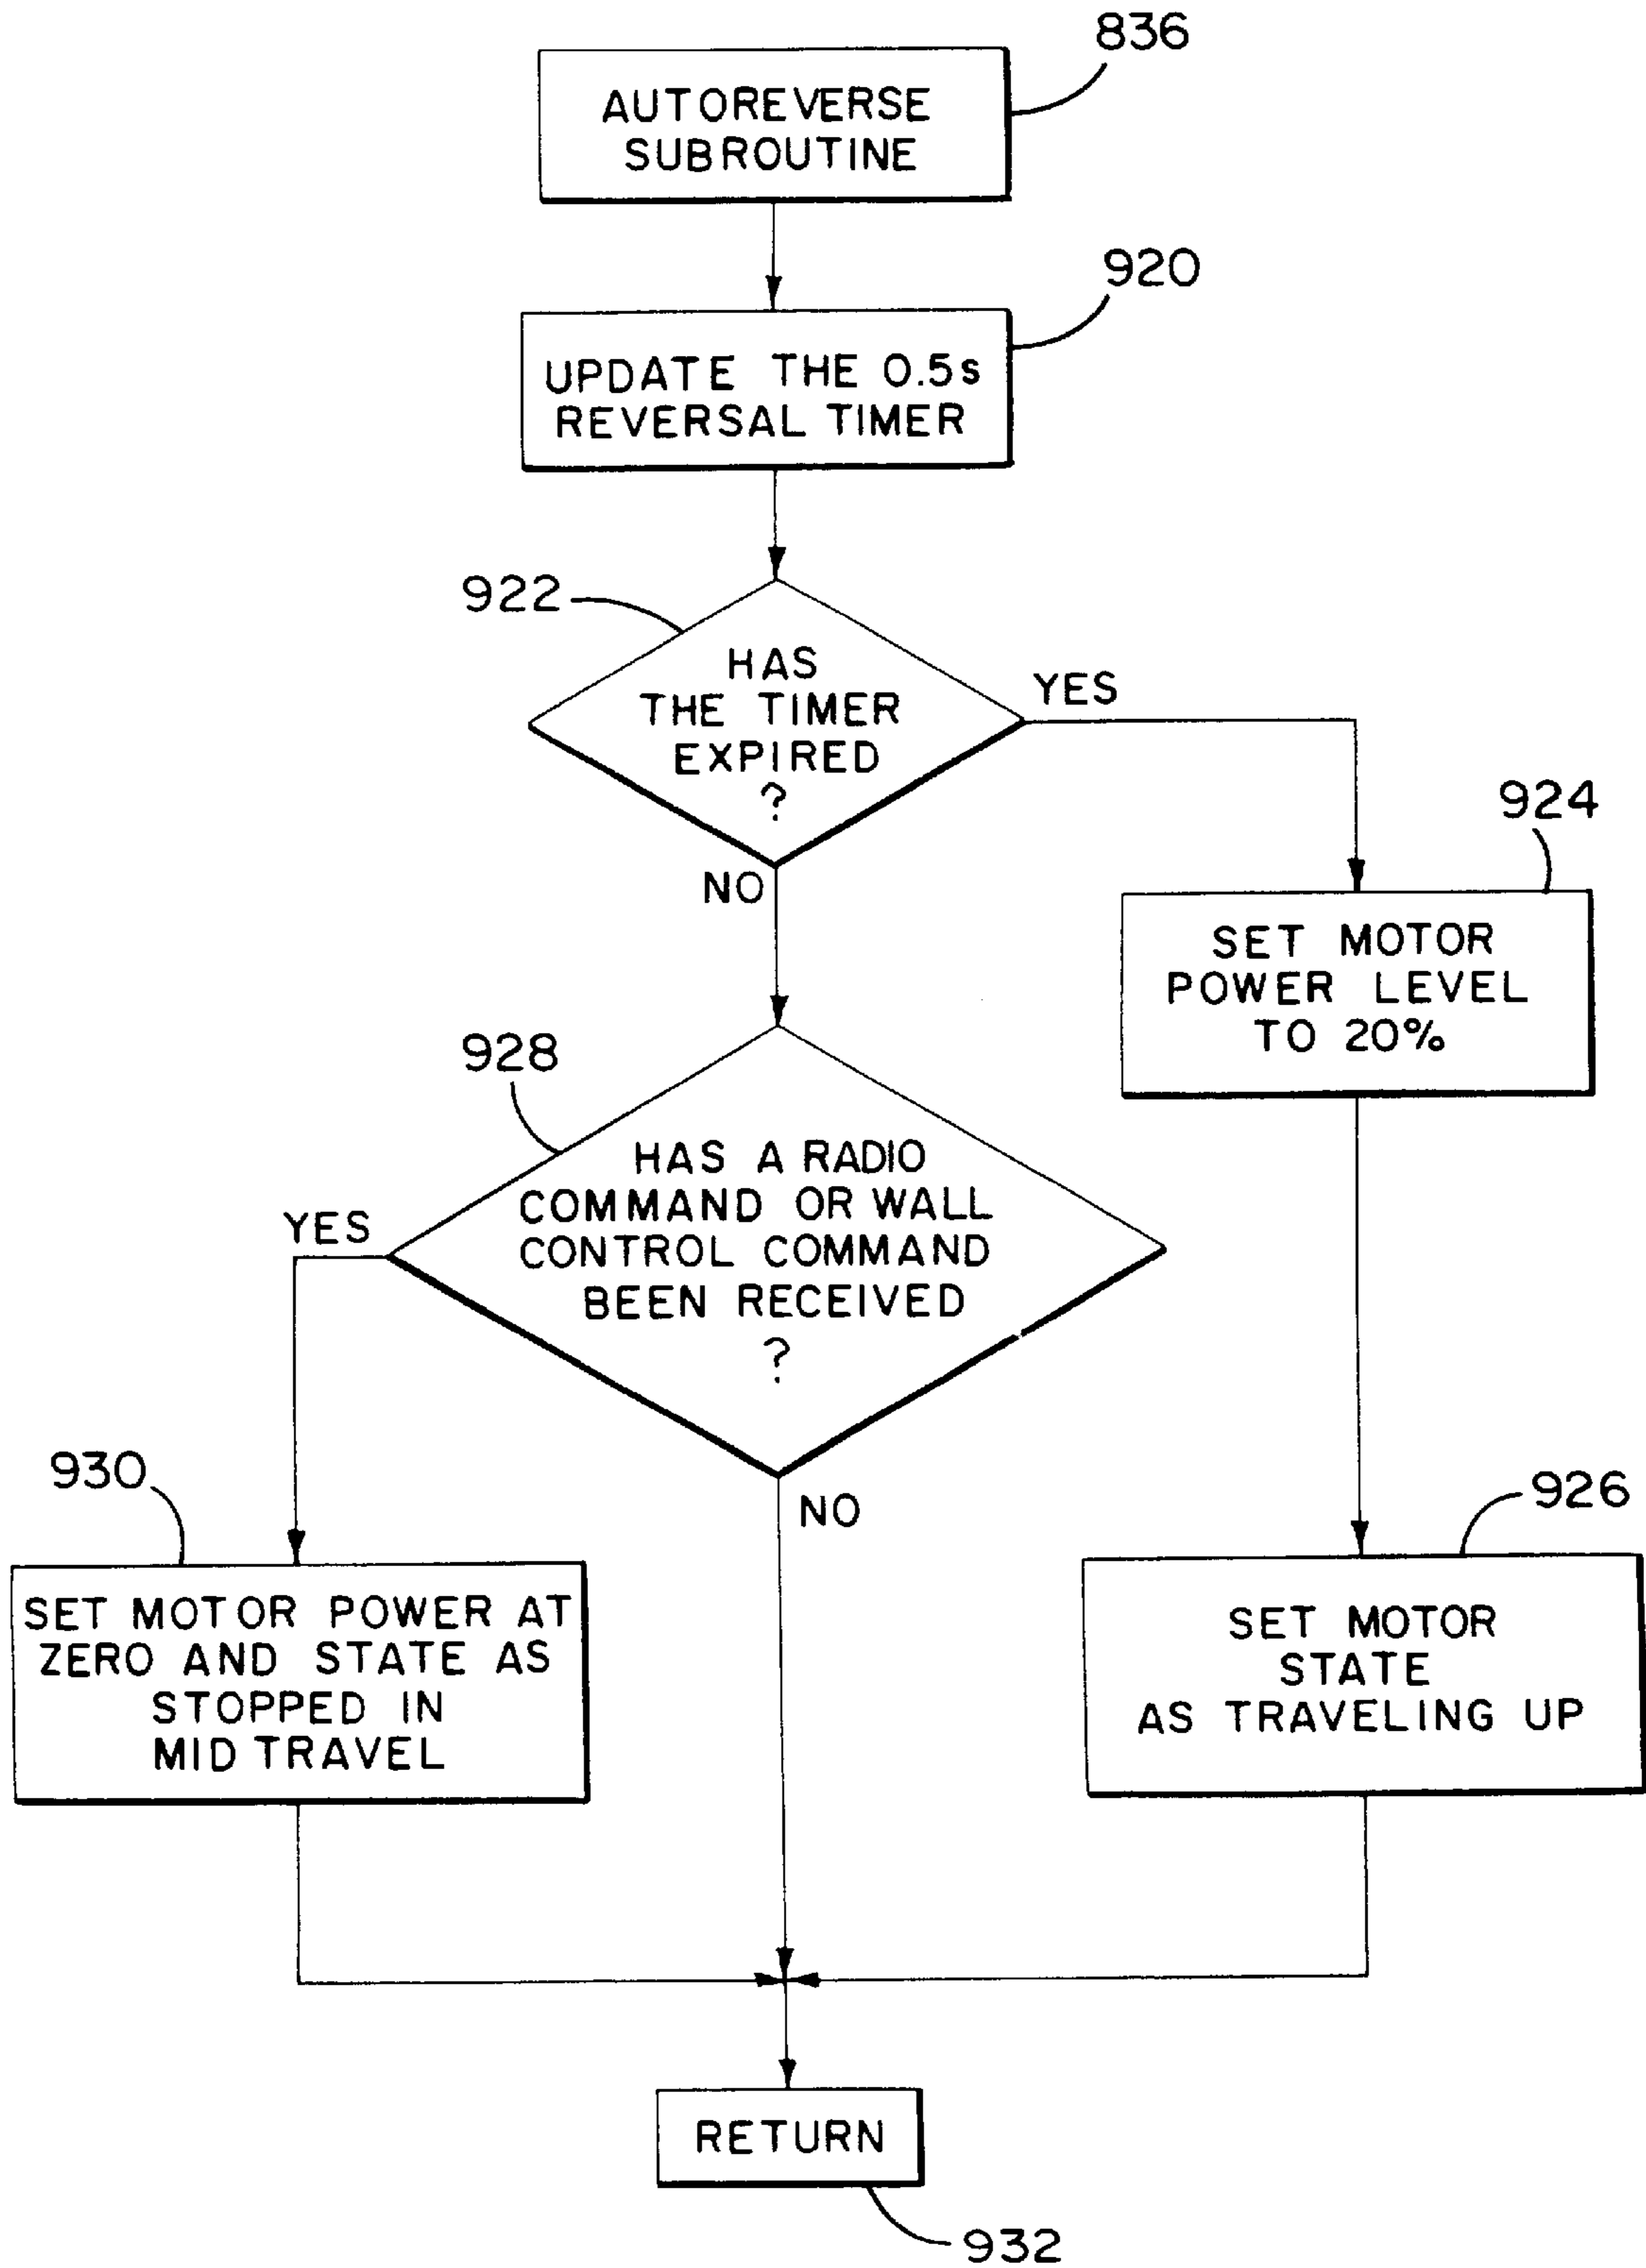 836
AUTOREVERSE
SUBROUTINE
920
UPDATE THE 0.5s
REVERSAL TIMER
922
HAS
THE TIMER
EXPIRED
?
YES
NO
924
SET MOTOR
POWER LEVEL
TO 20%
928
HAS A RADIO
COMMAND OR WALL
CONTROL COMMAND
BEEN RECEIVED
?
YES
NO
930
SET MOTOR POWER AT
ZERO AND STATE AS
STOPPED IN
MID TRAVEL
926
SET MOTOR
STATE
AS TRAVELING UP
RETURN
932